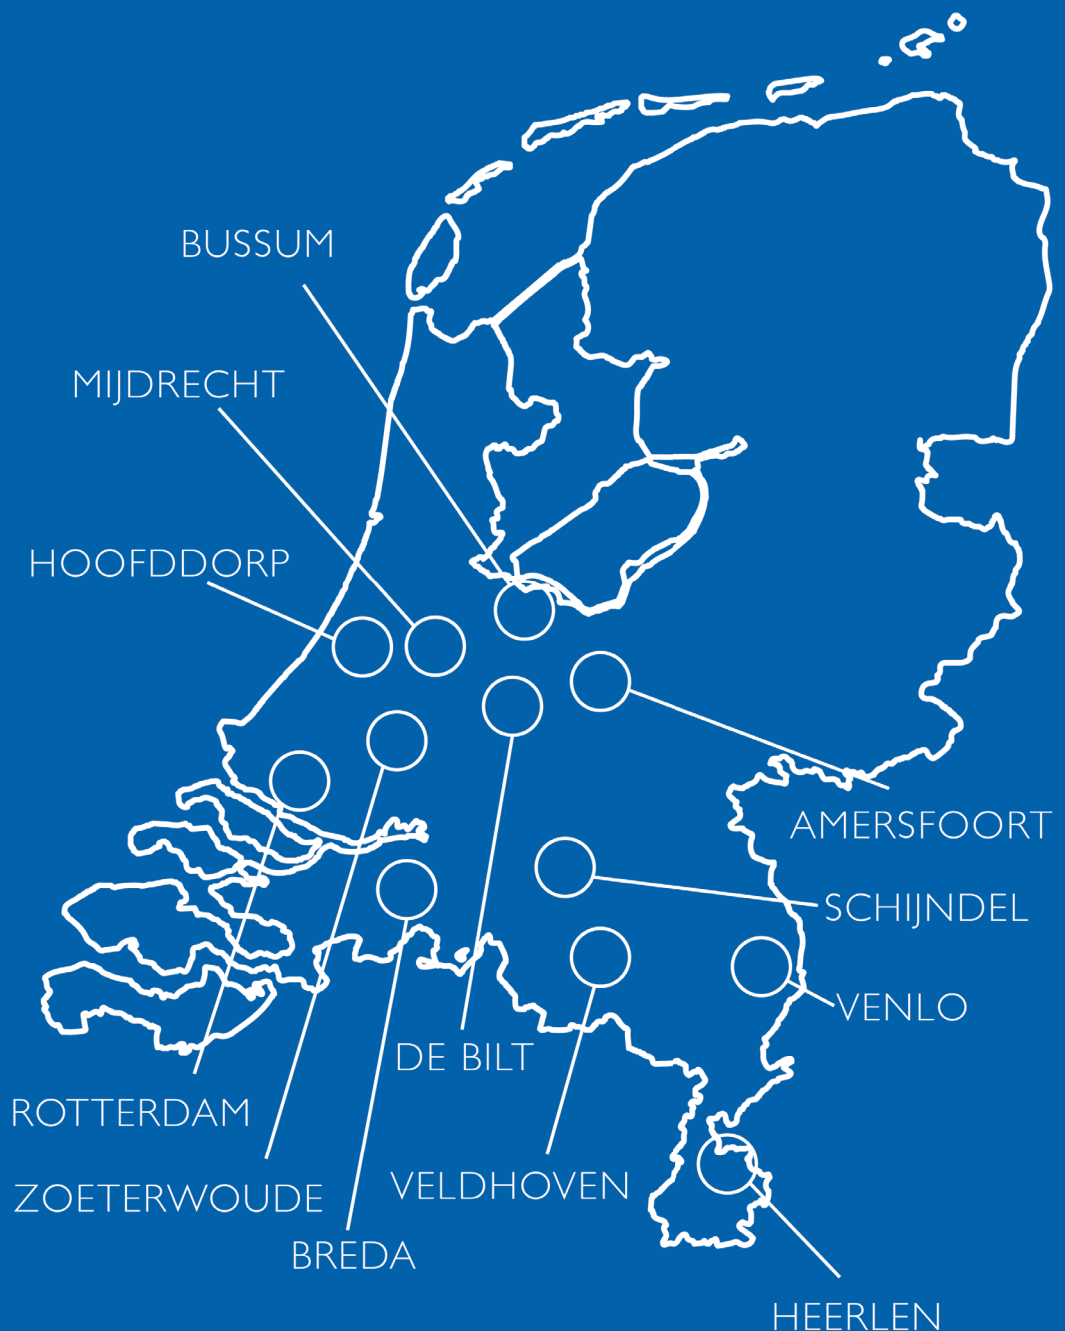 BUSSUM
MIJDRECHT
HOOFDDORP
AMERSFOORT
SCHIJNDEL
VENLO
DE BILT
ROTTERDAM
VELDHOVEN
ZOETERWOUDE
BREDA
HEERLEN